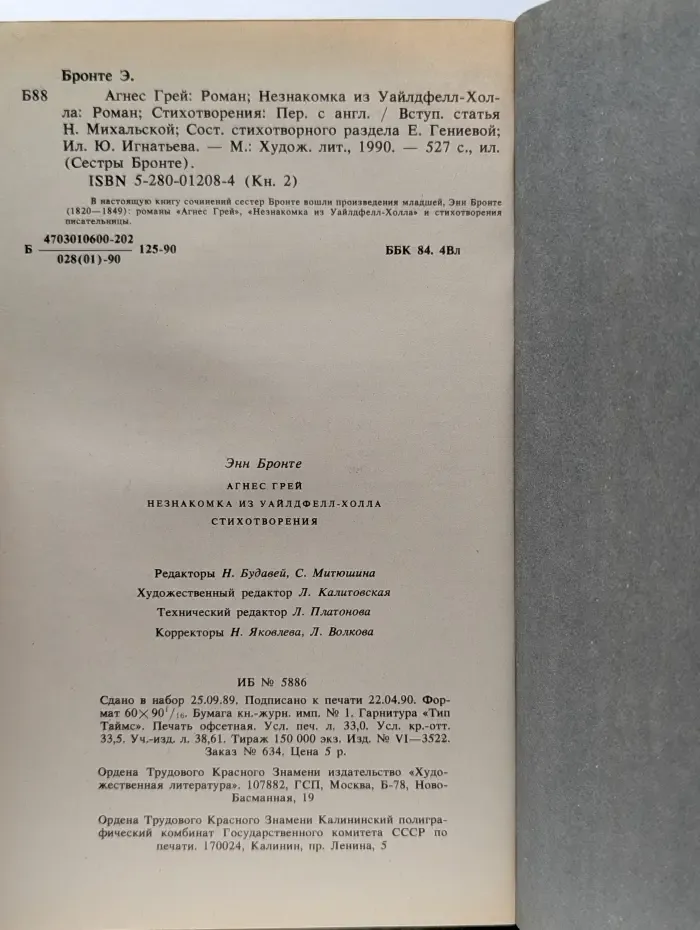 Бронте Э.
Б88 Агнес Грей: Роман; Незнакомка из Уайлдфелл-Хол-
ла: Роман; Стихотворения: Пер. с англ. / Вступ. статья
Н. Михальской; Сост. стихотворного раздела Е. Гениевой;
Ил. Ю. Игнатьева. — М.: Худож. лит., 1990. — 527 с., ил.
(Сестры Бронте).
ISBN 5-280-01208-4 (Кн. 2)
В настоящую книгу сочинений сестер Бронте вошли произведения младшей, Энн Бронте
(1820—1849): романы «Агнес Грей», «Незнакомка из Уайлдфелл-Холла» и стихотворения
писательницы.
4703010600-202
Б 125-90 ББК 84. 4Вл
028(01)-90
Энн Бронте
АГНЕС ГРЕЙ
НЕЗНАКОМКА ИЗ УАЙЛДФЕЛЛ-ХОЛЛА
СТИХОТВОРЕНИЯ
Редакторы Н. Будавей, С. Митюшина
Художественный редактор Л. Калитовская
Технический редактор Л. Платонова
Корректоры Н. Яковлева, Л. Волкова
ИБ № 5886
Сдано в набор 25.09.89. Подписано к печати 22.04.90. Фор-
мат 60×90¹/₁₆. Бумага кн.-журн. имп. № 1. Гарнитура «Тип
Таймс». Печать офсетная. Усл. печ. л. 33,0. Усл. кр.-отт.
33,5. Уч.-изд. л. 38,61. Тираж 150 000 экз. Изд. № VI—3522.
Заказ № 634. Цена 5 р.
Ордена Трудового Красного Знамени издательство «Худо-
жественная литература». 107882, ГСП, Москва, Б-78, Ново-
Басманная, 19
Ордена Трудового Красного Знамени Калининский полигра-
фический комбинат Государственного комитета СССР по
печати. 170024, Калинин, пр. Ленина, 5